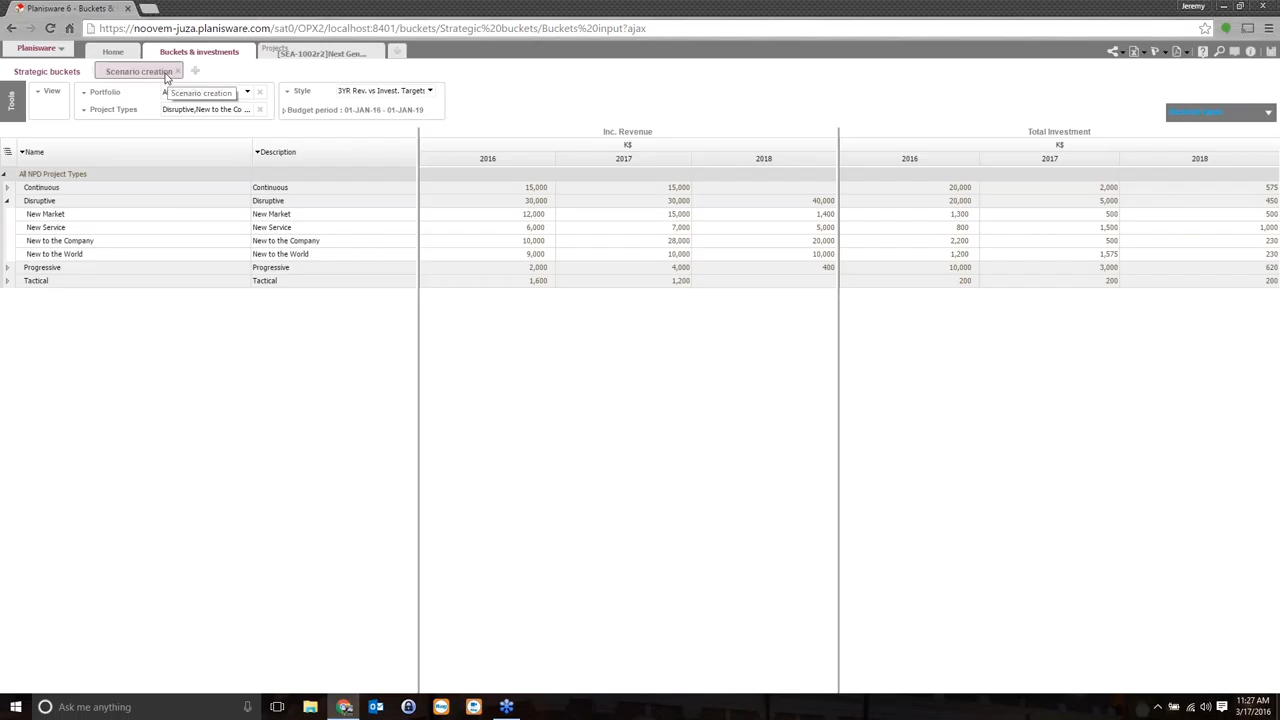 Planisware 6 - Buckets &
Jeremy
https://noovem-juza.planisware.com/sat0/OPX2/localhost:8401/buckets/Strategic%20buckets/Buckets%20input?ajax
Planisware
Home
Buckets & investments
Projects
[SEA-1002r2]Next Gen...
Strategic buckets
Scenario creation
Scenario creation
Tools
View
Portfolio
A
Style
3YR Rev. vs Invest. Targets
Project Types
Disruptive,New to the Co ...
Budget period : 01-JAN-16 - 01-JAN-19
Inc. Revenue
Total Investment
K$
K$
Name
Description
2016
2017
2018
2016
2017
2018
All NPD Project Types
Continuous Continuous 15,000 15,000 20,000 2,000 575
Disruptive Disruptive 30,000 30,000 40,000 20,000 5,000 450
New Market New Market 12,000 15,000 1,400 1,300 500 500
New Service New Service 6,000 7,000 5,000 800 1,500 1,000
New to the Company New to the Company 10,000 28,000 20,000 2,200 500 230
New to the World New to the World 9,000 10,000 10,000 1,200 1,575 230
Progressive Progressive 2,000 4,000 400 10,000 3,000 620
Tactical Tactical 1,600 1,200 200 200 200
Ask me anything
11:27 AM
3/17/2016